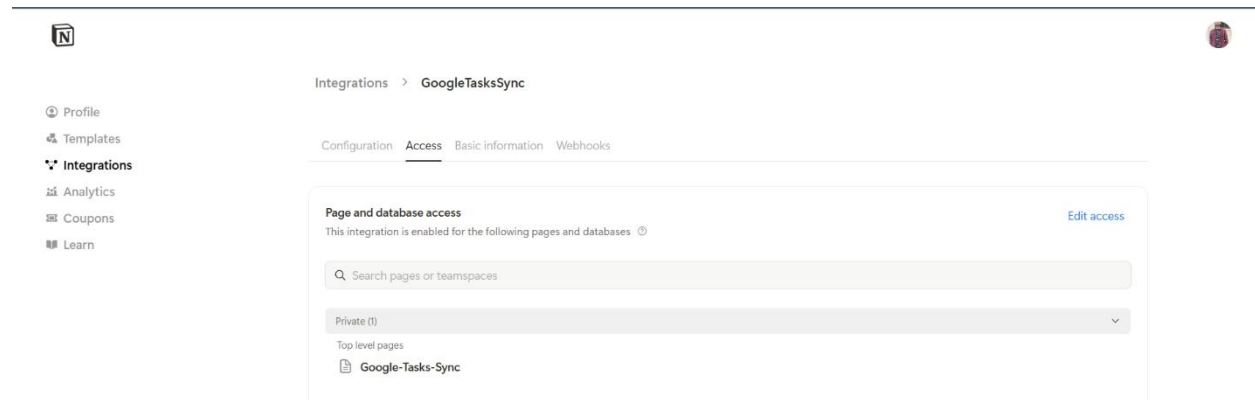 N
Integrations > GoogleTasksSync
Profile
Templates
Integrations
Analytics
Coupons
Learn
Configuration Access Basic information Webhooks
Page and database access
Edit access
This integration is enabled for the following pages and databases
Search pages or teamspaces
Private (1)
Top level pages
Google-Tasks-Sync